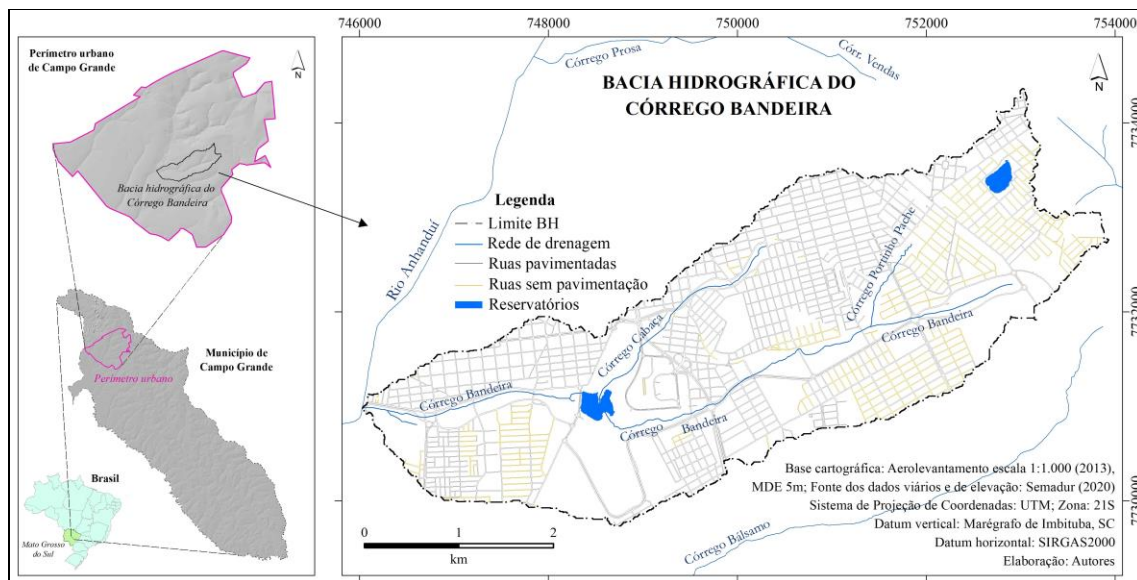 Perímetro urbano
de Campo Grande
N
Bacia hidrográfica do
Córrego Bandeira
Município de
Campo Grande
Perímetro urbano
Brasil
Mato Grosso
do Sul
746000
748000
750000
752000
754000
Córrego Prosa
Córr. Vendas
BACIA HIDROGRÁFICA DO
CÓRREGO BANDEIRA
N
7734000
Rio Anhanduí
Legenda
Limite BH
Rede de drenagem
Ruas pavimentadas
Ruas sem pavimentação
Reservatórios
Córrego Portinho Pache
7732000
Córrego Cabaça
Córrego Bandeira
Córrego Bandeira
Córrego Bandeira
7730000
Base cartográfica: Aerolevantamento escala 1:1.000 (2013),
MDE 5m; Fonte dos dados viários e de elevação: Semadur (2020)
Sistema de Projeção de Coordenadas: UTM; Zona: 21S
Datum vertical: Marégrafo de Imbituba, SC
Datum horizontal: SIRGAS2000
Elaboração: Autores
Córrego Bálsamo
0 1 2
km